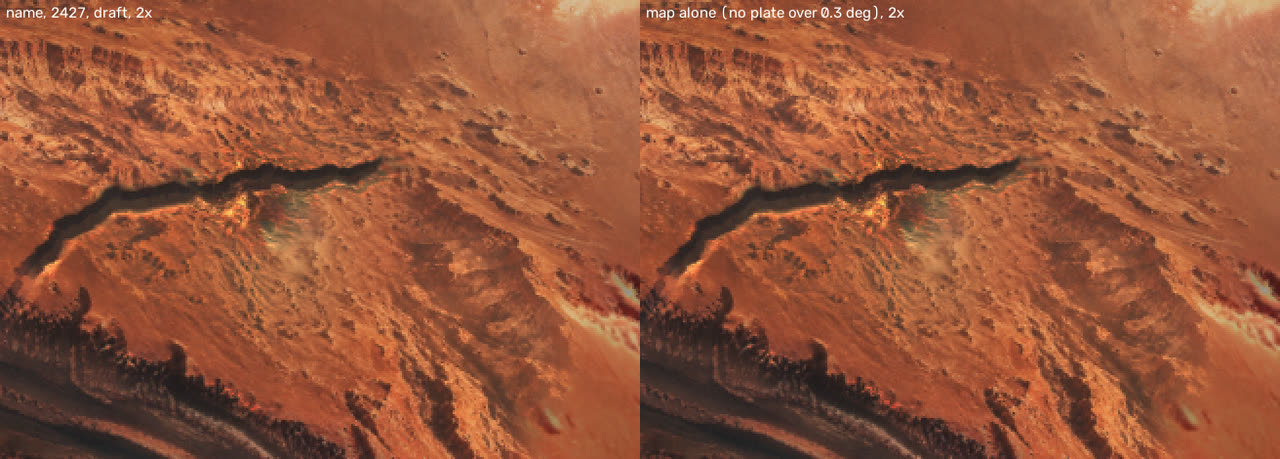 name, 2427, draft, 2x
map alone (no plate over 0.3 deg), 2x